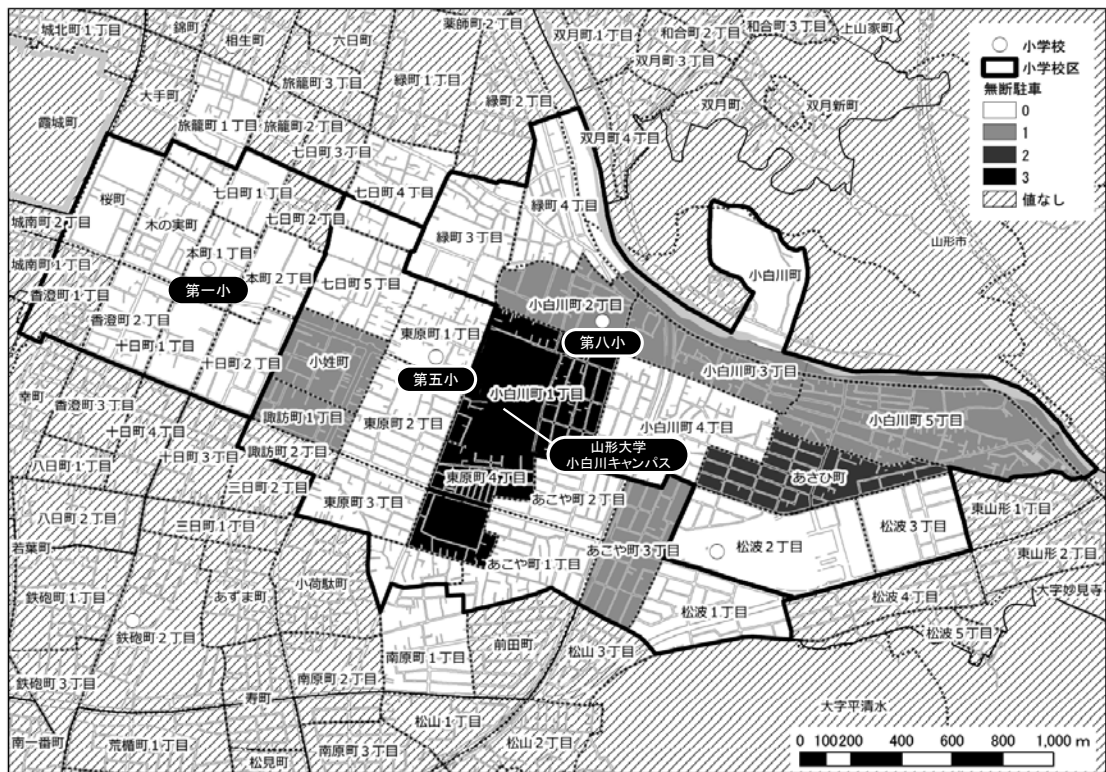 城北町1丁目
錦町
相生町
六日町
薬師町2丁目
双月町1丁目
和合町2丁目
和合町3丁目
上山家町
双月町3丁目
旅籠町3丁目
緑町1丁目
大手町
緑町2丁目
双月町
双月新町
霞城町
旅籠町1丁目
旅籠町2丁目
七日町3丁目
双月町4丁目
七日町4丁目
桜町
七日町1丁目
緑町4丁目
城南町2丁目
木の実町
七日町2丁目
緑町3丁目
山形市
本町1丁目
城南町1丁目
本町2丁目
七日町5丁目
小白川町
第一小
香澄町1丁目
小白川町2丁目
香澄町2丁目
東原町1丁目
第八小
十日町1丁目
十日町2丁目
小姓町
第五小
小白川町3丁目
幸町
香澄町3丁目
小白川町1丁目
諏訪町1丁目
東原町2丁目
小白川町4丁目
小白川町5丁目
十日町4丁目
山形大学
小白川キャンパス
八日町1丁目
十日町3丁目
諏訪町2丁目
東原町4丁目
あさひ町
三日町2丁目
東原町3丁目
あこや町2丁目
八日町2丁目
三日町1丁目
東山形1丁目
松波3丁目
若葉町
あこや町3丁目
松波2丁目
東山形2丁目
あこや町1丁目
小荷駄町
鉄砲町1丁目
あずま町
松波4丁目
大字妙見寺
松波1丁目
鉄砲町2丁目
前田町
松波5丁目
南原町1丁目
松山3丁目
鉄砲町3丁目
南原町2丁目
寿町
大字平清水
松山1丁目
南一番町
荒楯町1丁目
南原町3丁目
松山2丁目
松見町
小学校
小学校区
無断駐車
0
1
2
3
値なし
0 100200 400 600 800 1,000 m